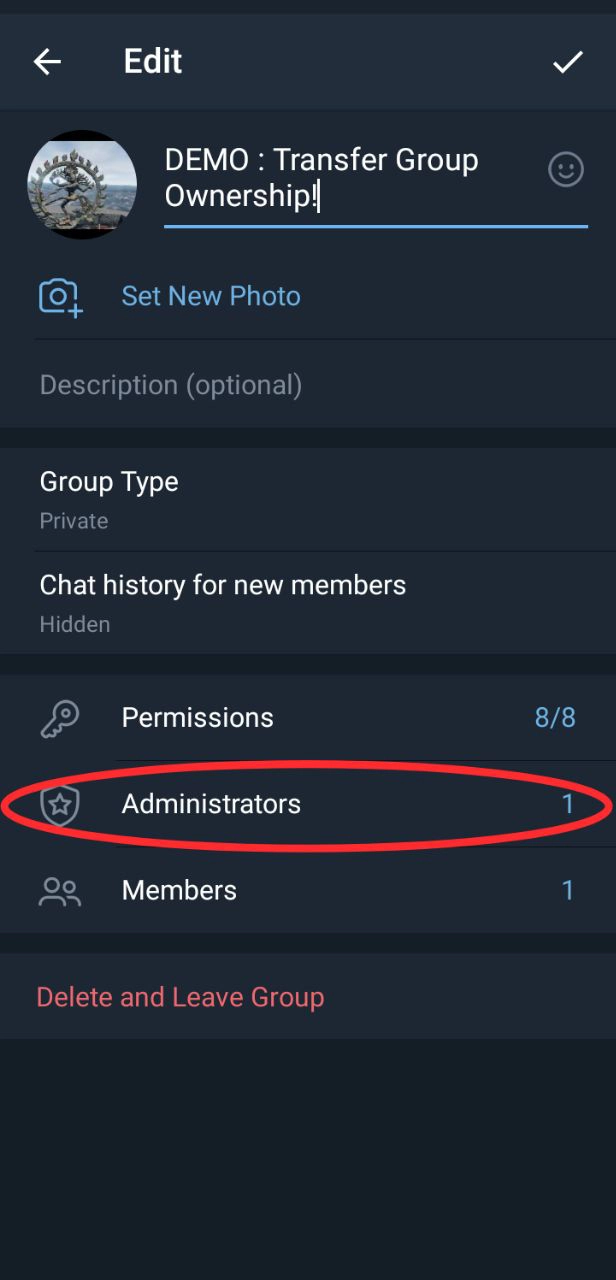 Edit
DEMO : Transfer Group
Ownership!
Set New Photo
Description (optional)
Group Type
Private
Chat history for new members
Hidden
Permissions 8/8
Administrators 1
Members 1
Delete and Leave Group